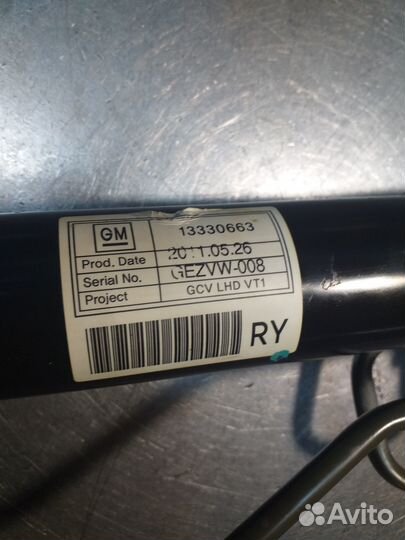 GM 13330663
Prod. Date 2011.05.26
Serial No. GEZVW-008
Project GCV LHD VT1
RY
Avito